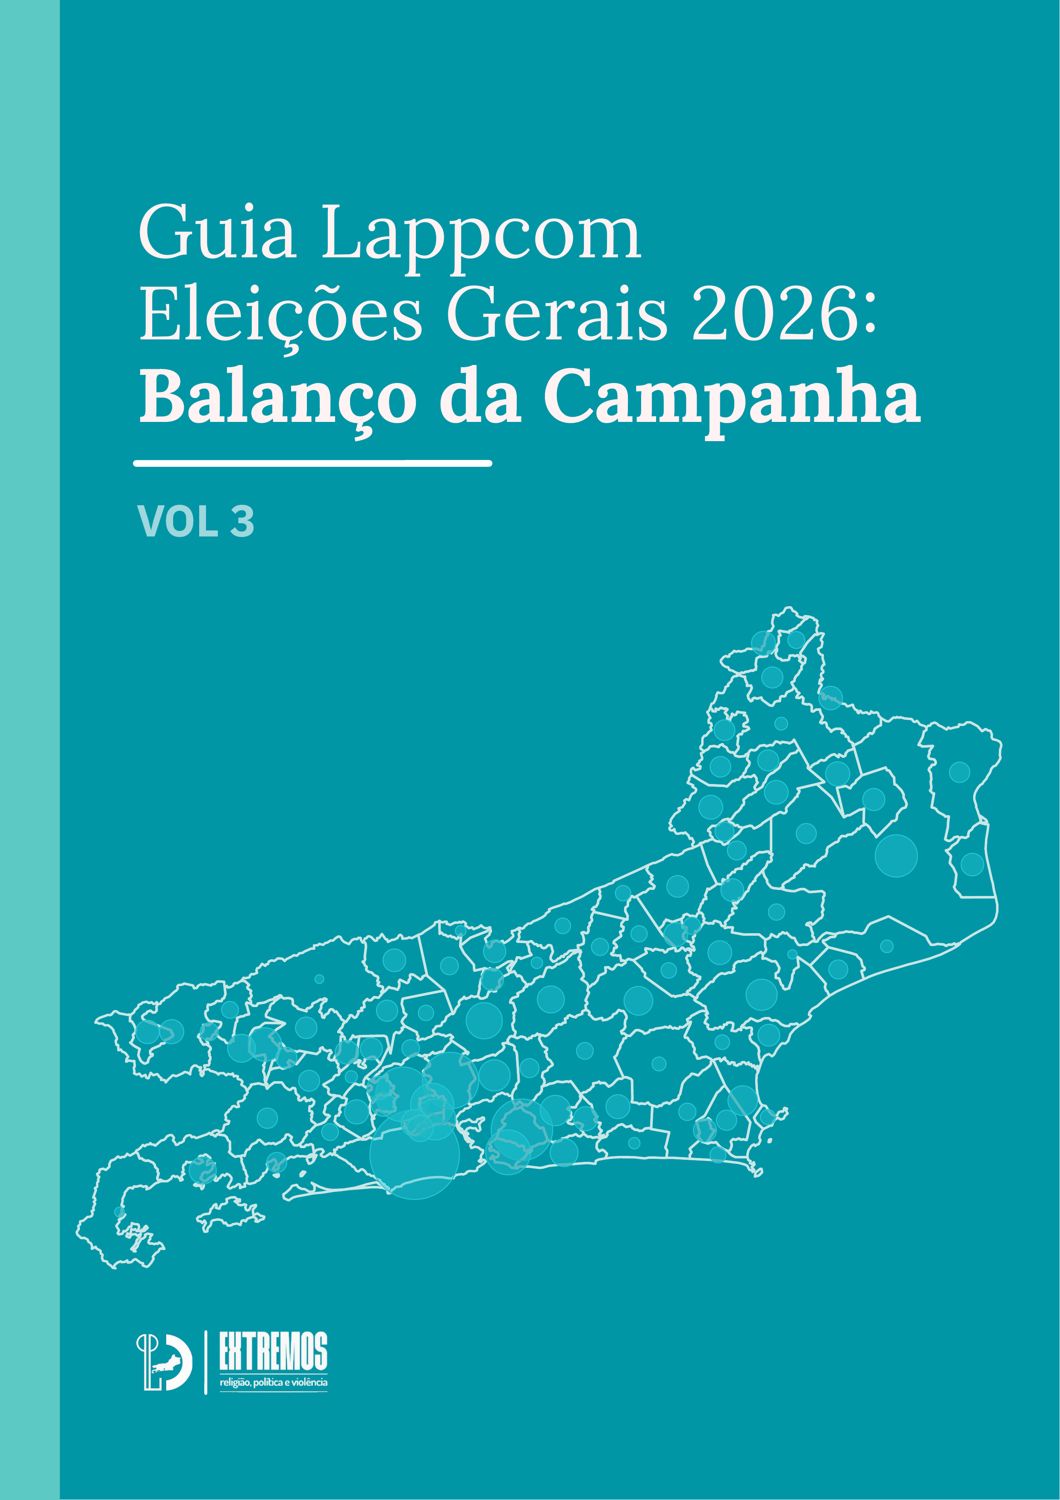 Guia Lappcom
Eleições Gerais 2026:
Balanço da Campanha
VOL 3
EXTREMOS
religião, política e violência